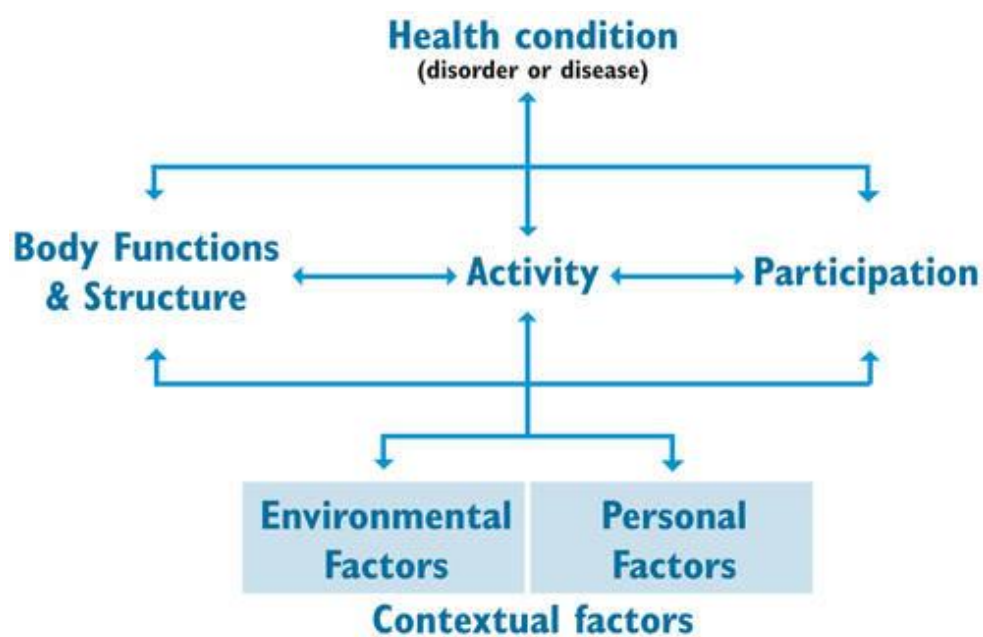 Health condition
(disorder or disease)
Body Functions
& Structure
Activity
Participation
Environmental
Factors
Personal
Factors
Contextual factors